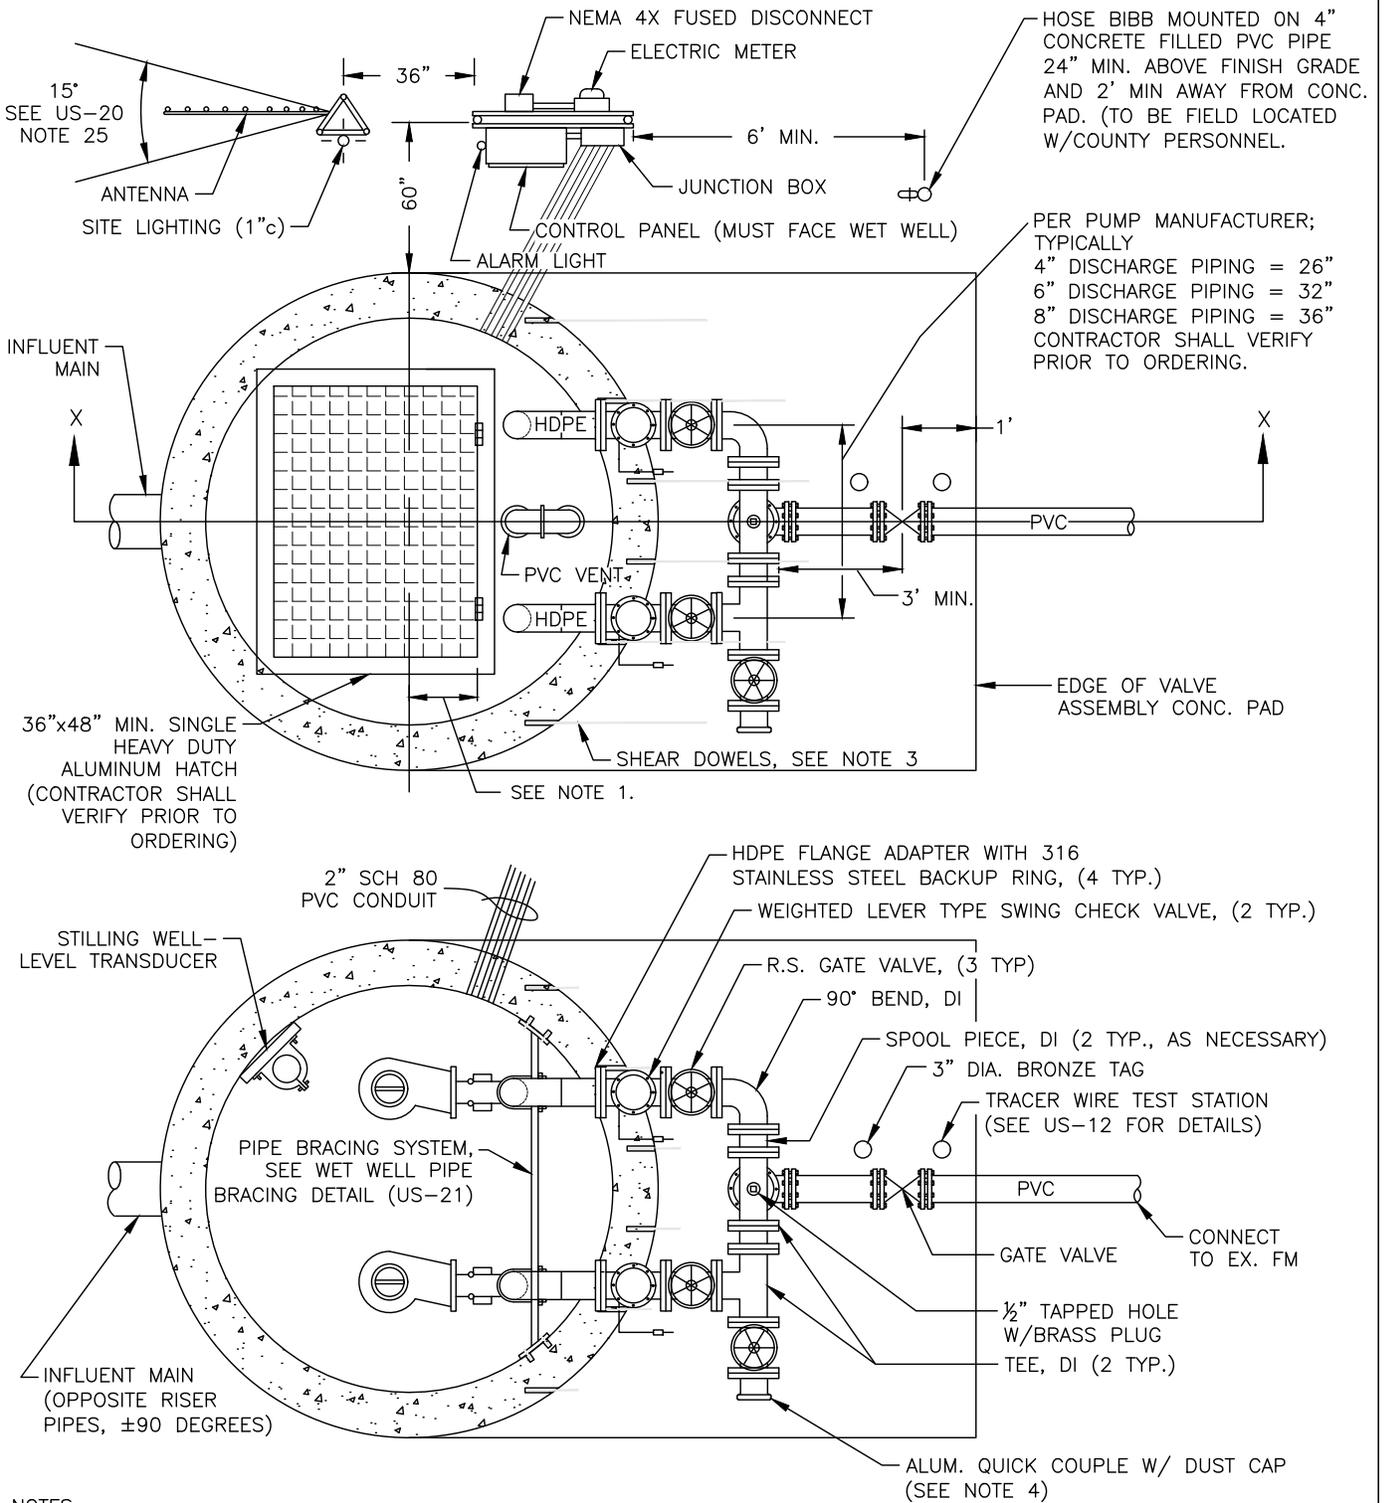 NEMA 4X FUSED DISCONNECT
ELECTRIC METER
HOSE BIBB MOUNTED ON 4"
CONCRETE FILLED PVC PIPE
24" MIN. ABOVE FINISH GRADE
AND 2' MIN AWAY FROM CONC.
PAD. (TO BE FIELD LOCATED
W/COUNTY PERSONNEL.
36"
15°
SEE US-20
NOTE 25
6' MIN.
ANTENNA
60"
JUNCTION BOX
SITE LIGHTING (1"c)
CONTROL PANEL (MUST FACE WET WELL)
ALARM LIGHT
PER PUMP MANUFACTURER;
TYPICALLY
4" DISCHARGE PIPING = 26"
6" DISCHARGE PIPING = 32"
8" DISCHARGE PIPING = 36"
CONTRACTOR SHALL VERIFY
PRIOR TO ORDERING.
INFLUENT
MAIN
X
HDPE
1'
X
PVC
PVC VENT
3' MIN.
HDPE
EDGE OF VALVE
ASSEMBLY CONC. PAD
36"x48" MIN. SINGLE
HEAVY DUTY
ALUMINUM HATCH
(CONTRACTOR SHALL
VERIFY PRIOR TO
ORDERING)
SHEAR DOWELS, SEE NOTE 3
SEE NOTE 1.
HDPE FLANGE ADAPTER WITH 316
STAINLESS STEEL BACKUP RING, (4 TYP.)
2" SCH 80
PVC CONDUIT
WEIGHTED LEVER TYPE SWING CHECK VALVE, (2 TYP.)
STILLING WELL-
LEVEL TRANSDUCER
R.S. GATE VALVE, (3 TYP)
90° BEND, DI
SPOOL PIECE, DI (2 TYP., AS NECESSARY)
3" DIA. BRONZE TAG
TRACER WIRE TEST STATION
(SEE US-12 FOR DETAILS)
PIPE BRACING SYSTEM,
SEE WET WELL PIPE
BRACING DETAIL (US-21)
PVC
CONNECT
TO EX. FM
GATE VALVE
½" TAPPED HOLE
W/BRASS PLUG
TEE, DI (2 TYP.)
INFLUENT MAIN
(OPPOSITE RISER
PIPES, ±90 DEGREES)
ALUM. QUICK COUPLE W/ DUST CAP
(SEE NOTE 4)
NOTES